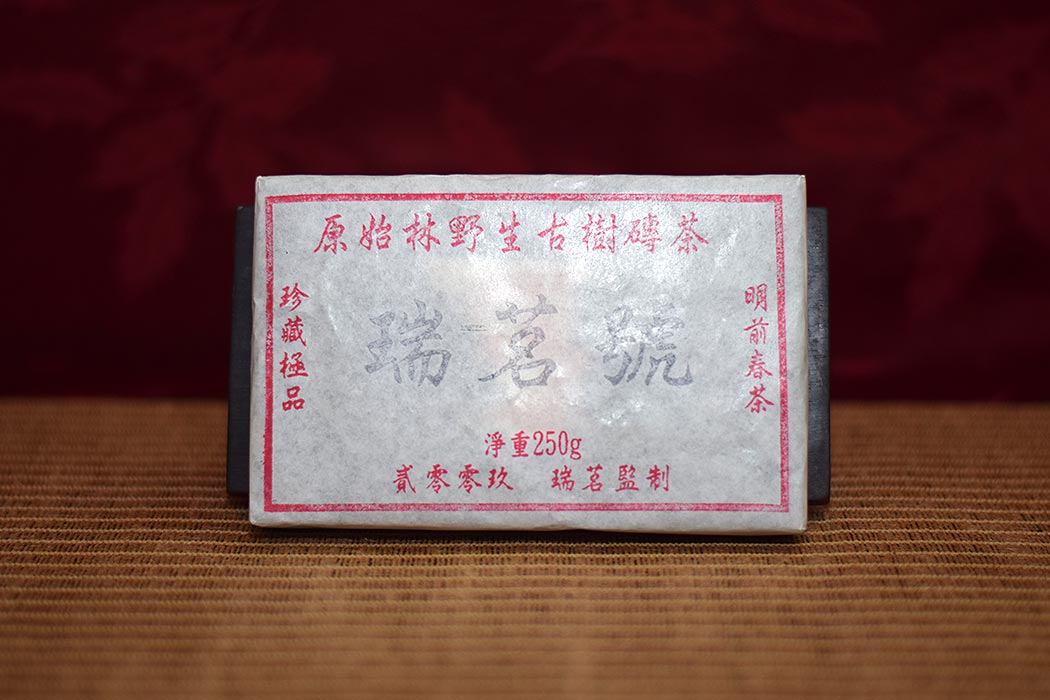 原始林野生古樹磚茶
珍藏極品
瑞茗號
明前春茶
淨重250g
貳零零玖 瑞茗監制